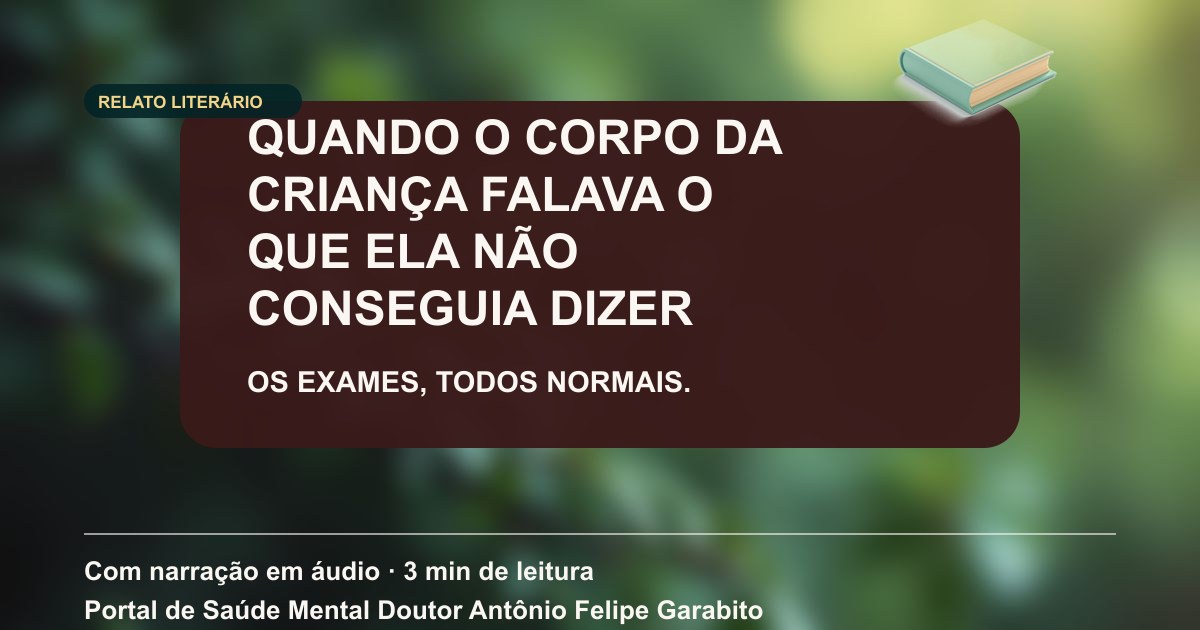 RELATO LITERÁRIO
QUANDO O CORPO DA
CRIANÇA FALAVA O
QUE ELA NÃO
CONSEGUIA DIZER
OS EXAMES, TODOS NORMAIS.
Com narração em áudio · 3 min de leitura
Portal de Saúde Mental Doutor Antônio Felipe Garabito